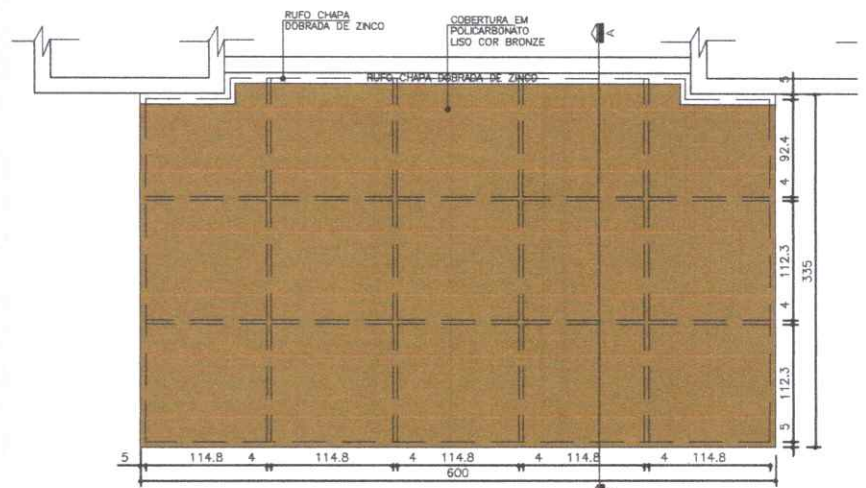 RUFO CHAPA
DOBRADA DE ZINCO
COBERTURA EM
POLICARBONATO
LISO COR BRONZE
A
RUFO CHAPA DOBRADA DE ZINCO
5
92.4
4
112.3
4
112.3
5
335
5 114.8 4 114.8 4 114.8 4 114.8 4 114.8
600